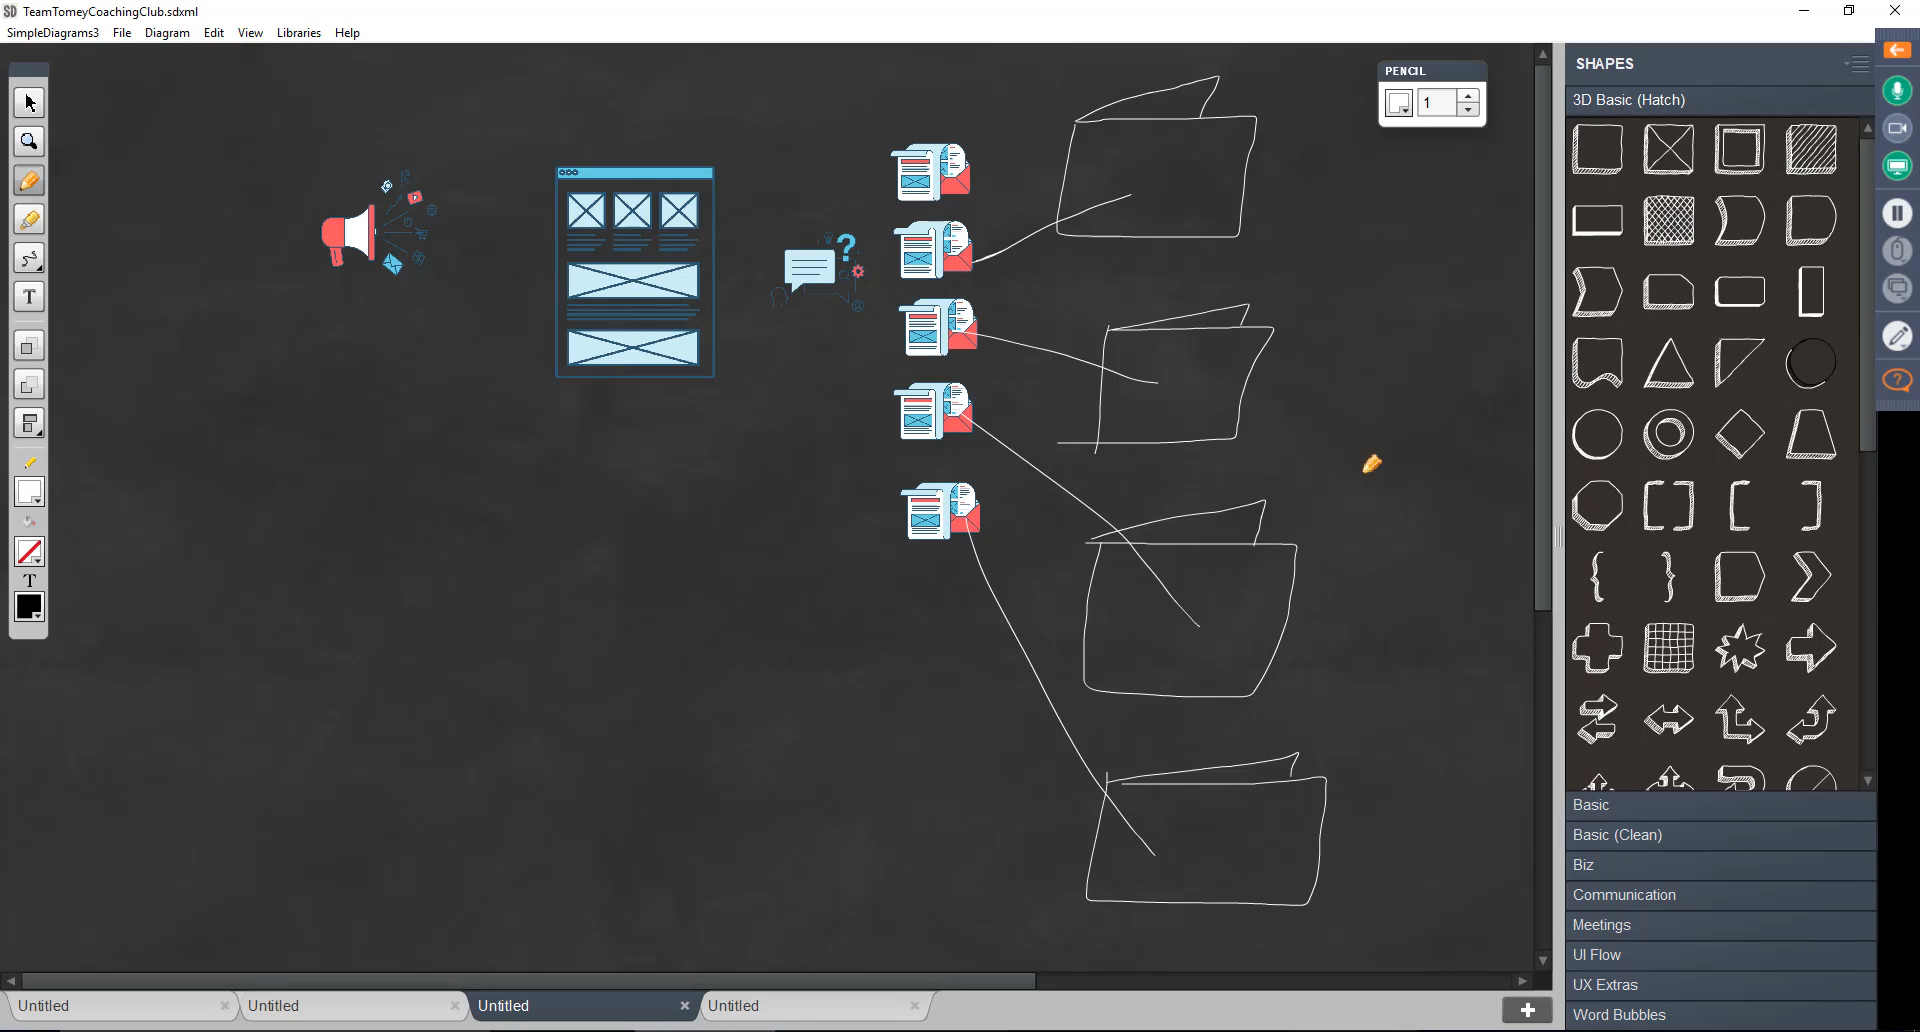 SD TeamTomeyCoachingClub.sdxml
SimpleDiagrams3 File Diagram Edit View Libraries Help
PENCIL
1
T
T
?
SHAPES
3D Basic (Hatch)
?
Basic
Basic (Clean)
Biz
Communication
Meetings
UI Flow
UX Extras
Word Bubbles
Untitled
Untitled
Untitled
Untitled